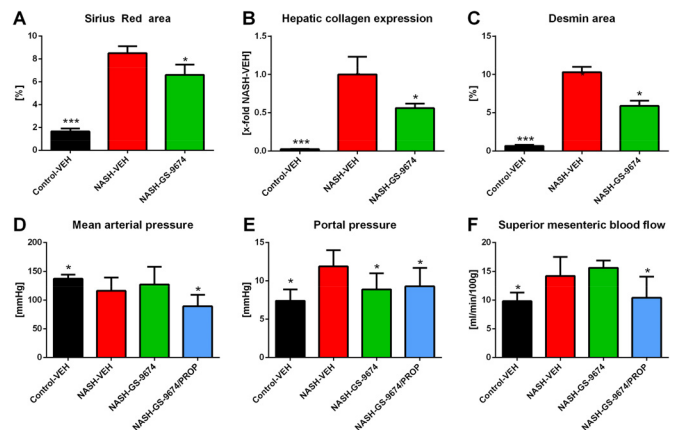 A Sirius Red area
[%]
10
8
6
4
2
0
***
*
Control-VEH
NASH-VEH
NASH-GS-9674
B Hepatic collagen expression
[x-fold NASH-VEH]
1.5
1.0
0.5
0.0
***
*
Control-VEH
NASH-VEH
NASH-GS-9674
C Desmin area
[%]
15
10
5
0
***
*
Control-VEH
NASH-VEH
NASH-GS-9674
D Mean arterial pressure
[mmHg]
200
150
100
50
0
*
*
Control-VEH
NASH-VEH
NASH-GS-9674
NASH-GS-9674/PROP
E Portal pressure
[mmHg]
15
10
5
0
*
*
*
Control-VEH
NASH-VEH
NASH-GS-9674
NASH-GS-9674/PROP
F Superior mesenteric blood flow
[ml/min/100g]
20
15
10
5
0
*
*
Control-VEH
NASH-VEH
NASH-GS-9674
NASH-GS-9674/PROP